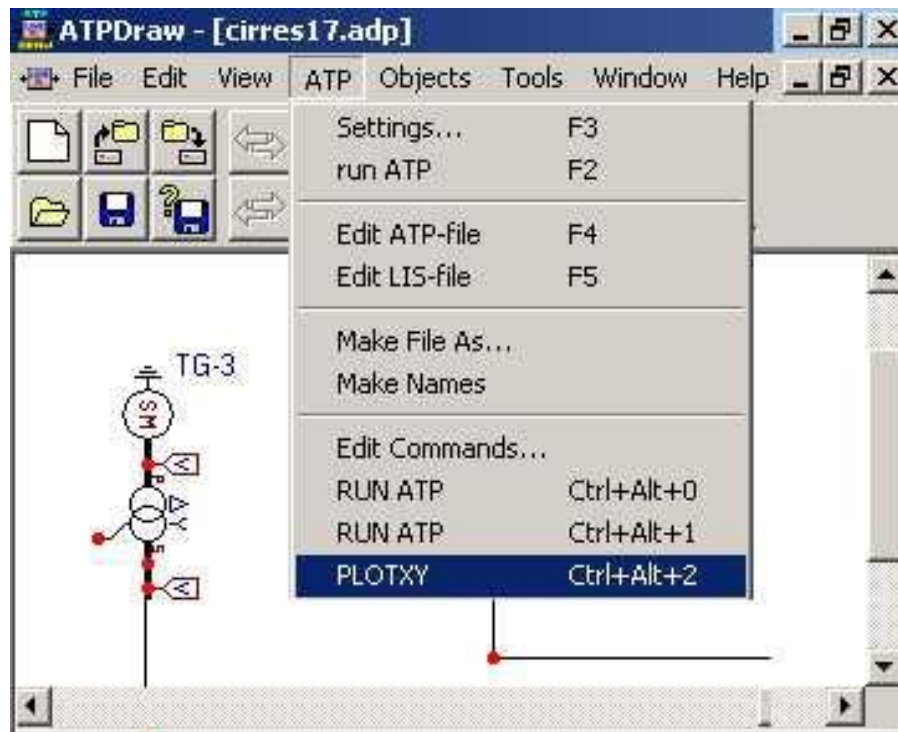 ATPDraw - [cirres17.adp]
File Edit View ATP Objects Tools Window Help
Settings... F3
run ATP F2
Edit ATP-file F4
Edit LIS-file F5
Make File As...
Make Names
Edit Commands...
RUN ATP Ctrl+Alt+0
RUN ATP Ctrl+Alt+1
PLOTXY Ctrl+Alt+2
TG-3
SM
V
P
Y
S
V